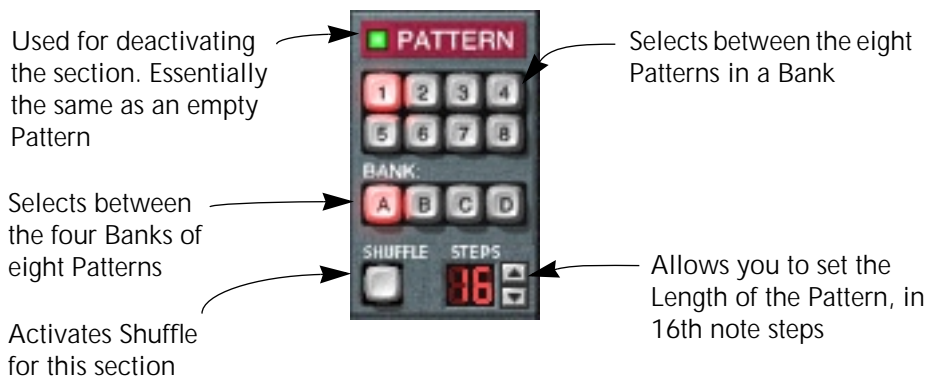 Used for deactivating
the section. Essentially
the same as an empty
Pattern
Selects between
the four Banks of
eight Patterns
Activates Shuffle
for this section
PATTERN
1 2 3 4
5 6 7 8
BANK:
A B C D
SHUFFLE STEPS
16
Selects between the eight
Patterns in a Bank
Allows you to set the
Length of the Pattern, in
16th note steps